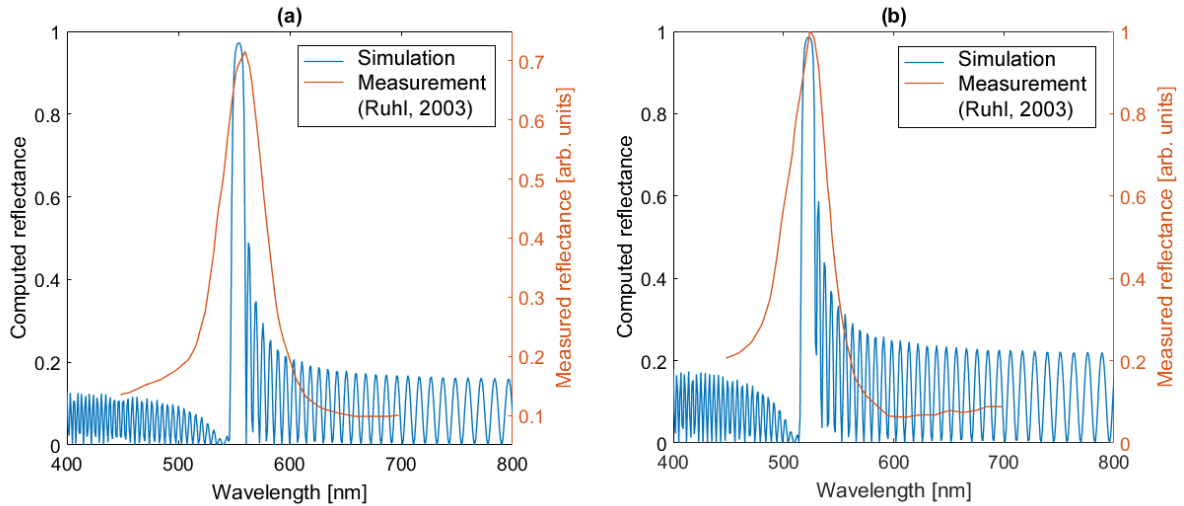 (a)
Computed reflectance
1
0.8
0.6
0.4
0.2
0
400
500
600
700
800
Wavelength [nm]
Simulation
Measurement
(Ruhl, 2003)
0.7
0.6
0.5
0.4
0.3
0.2
0.1
Measured reflectance [arb. units]
(b)
Computed reflectance
1
0.8
0.6
0.4
0.2
0
400
500
600
700
800
Wavelength [nm]
Simulation
Measurement
(Ruhl, 2003)
1
0.8
0.6
0.4
0.2
0
Measured reflectance [arb. units]